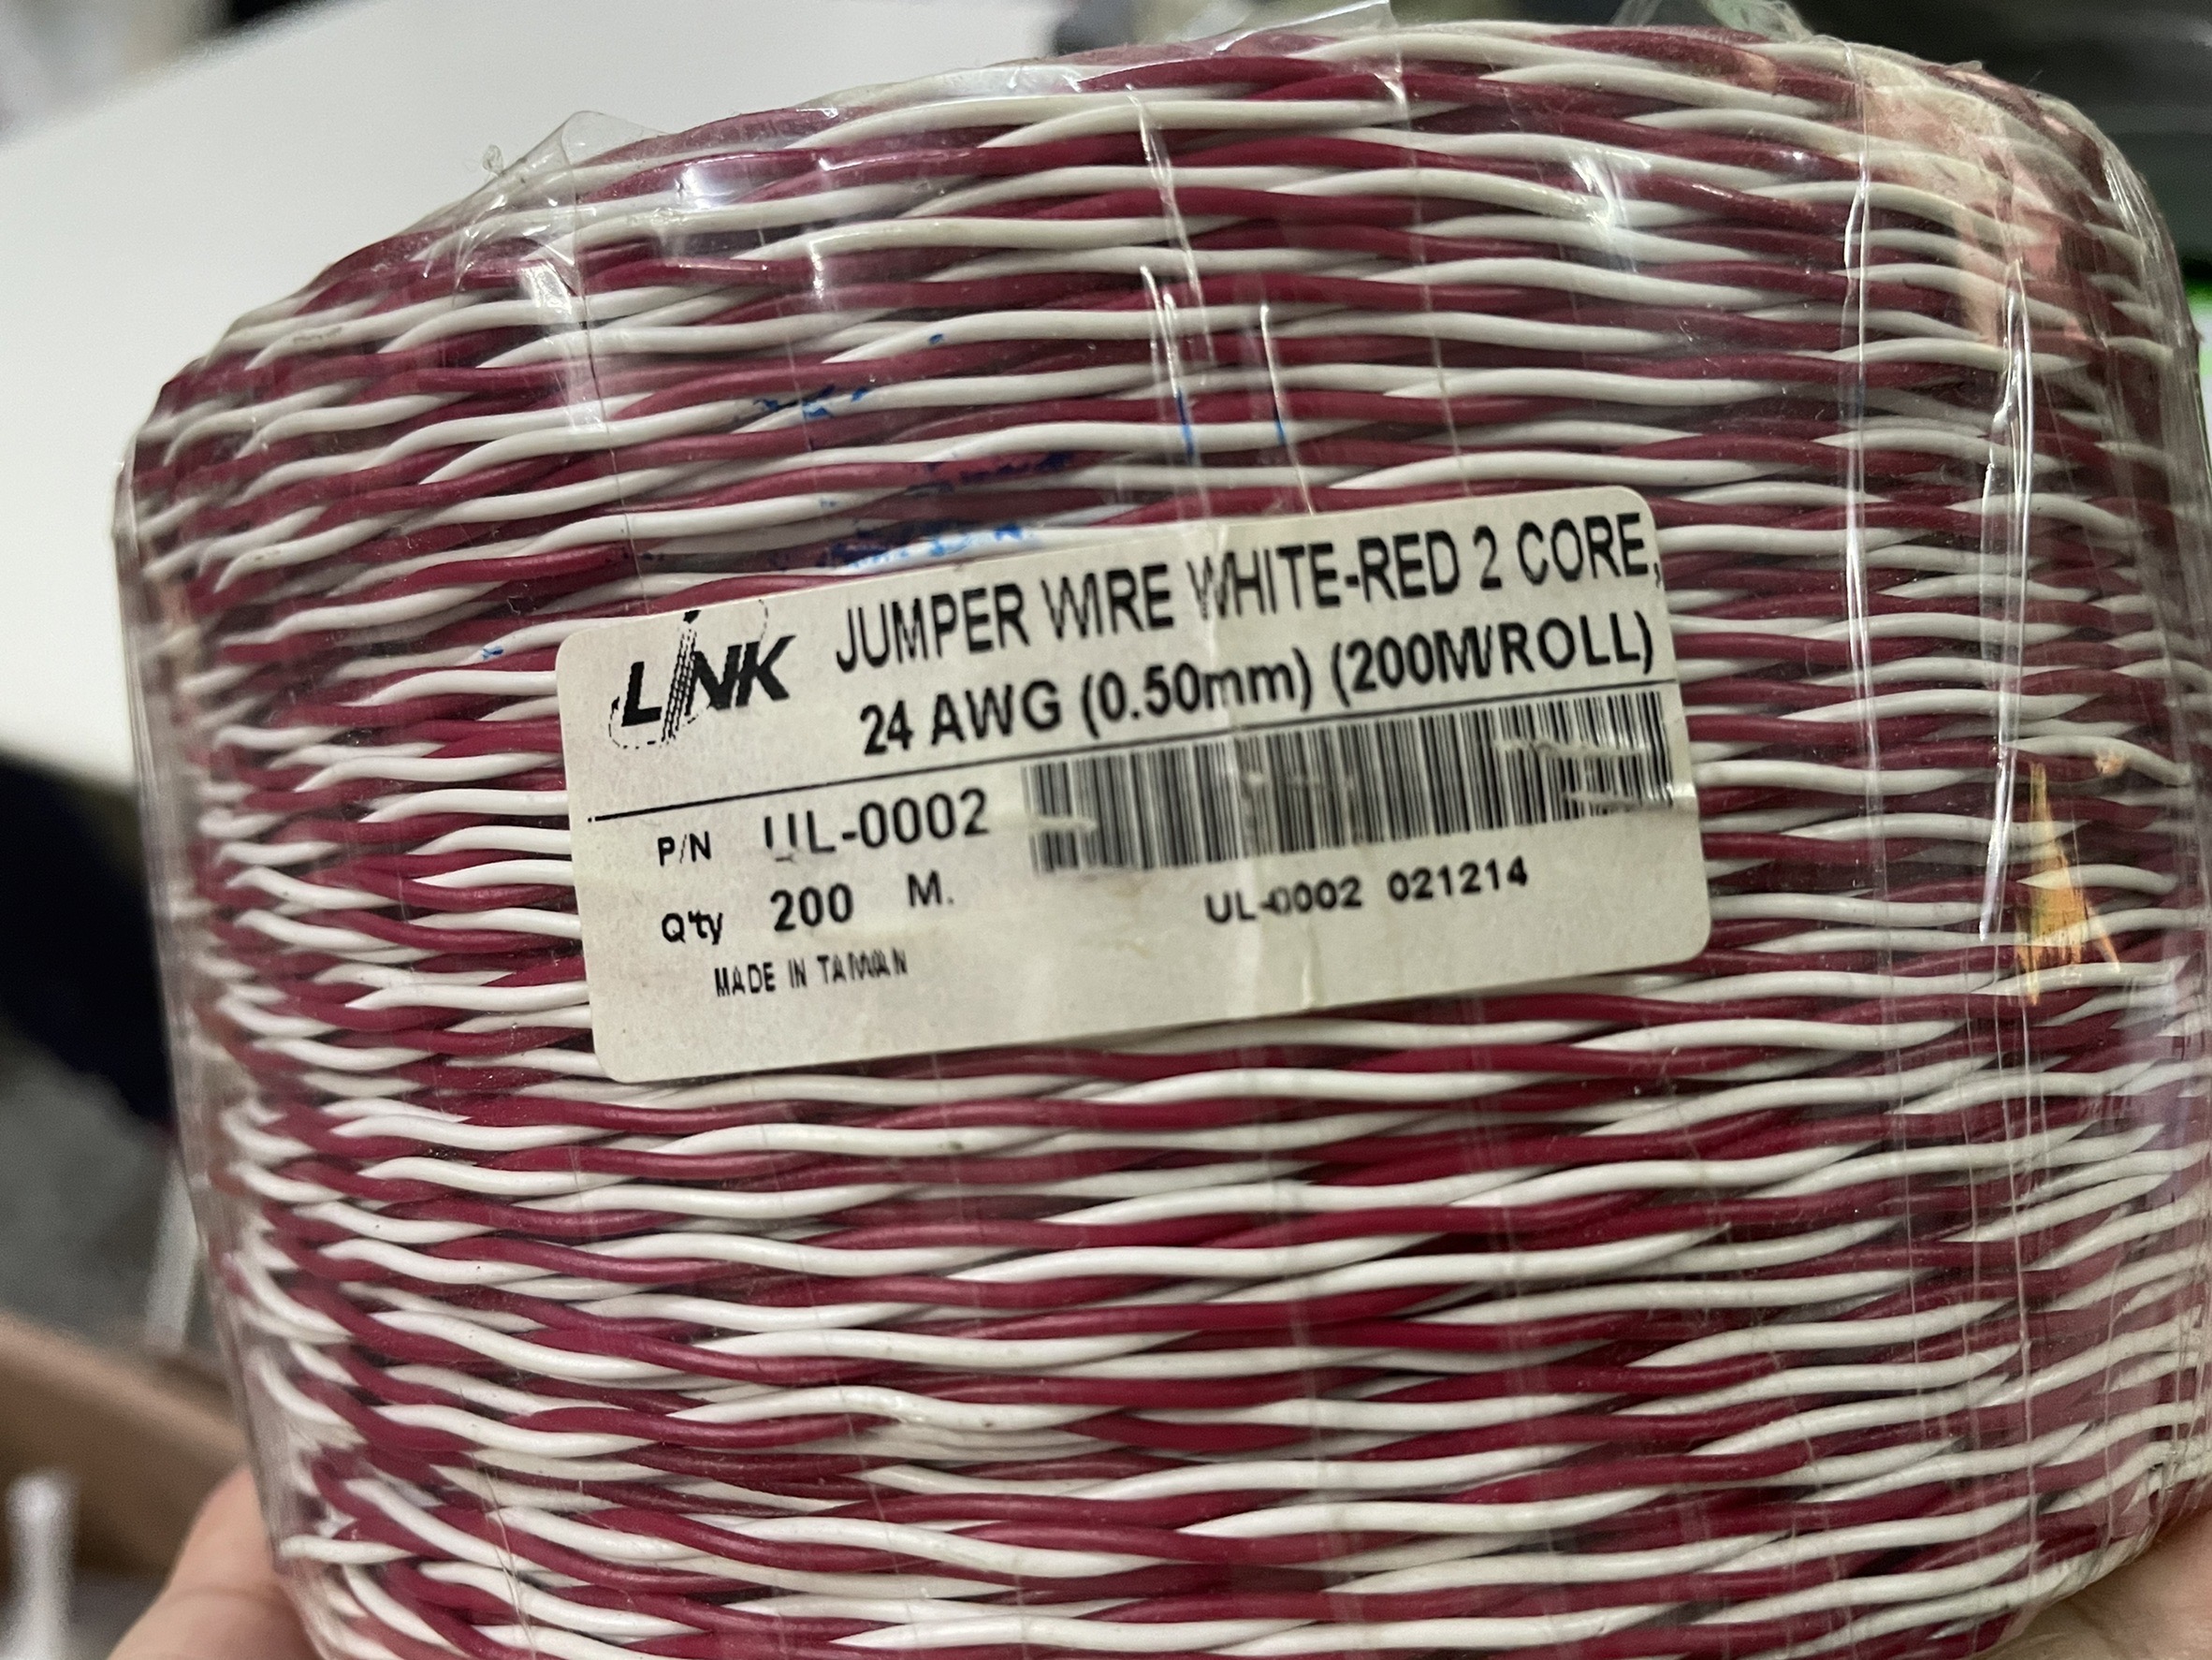 LINK
JUMPER WIRE WHITE-RED 2 CORE,
24 AWG (0.50mm) (200M/ROLL)
P/N UL-0002
Q'ty 200 M.
UL-0002 021214
MADE IN TAIWAN